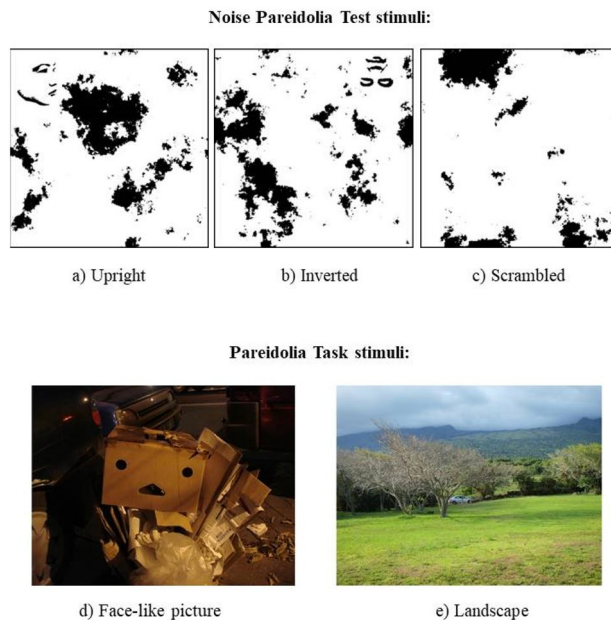 Noise Pareidolia Test stimuli:
a) Upright
b) Inverted
c) Scrambled
Pareidolia Task stimuli:
d) Face-like picture
e) Landscape